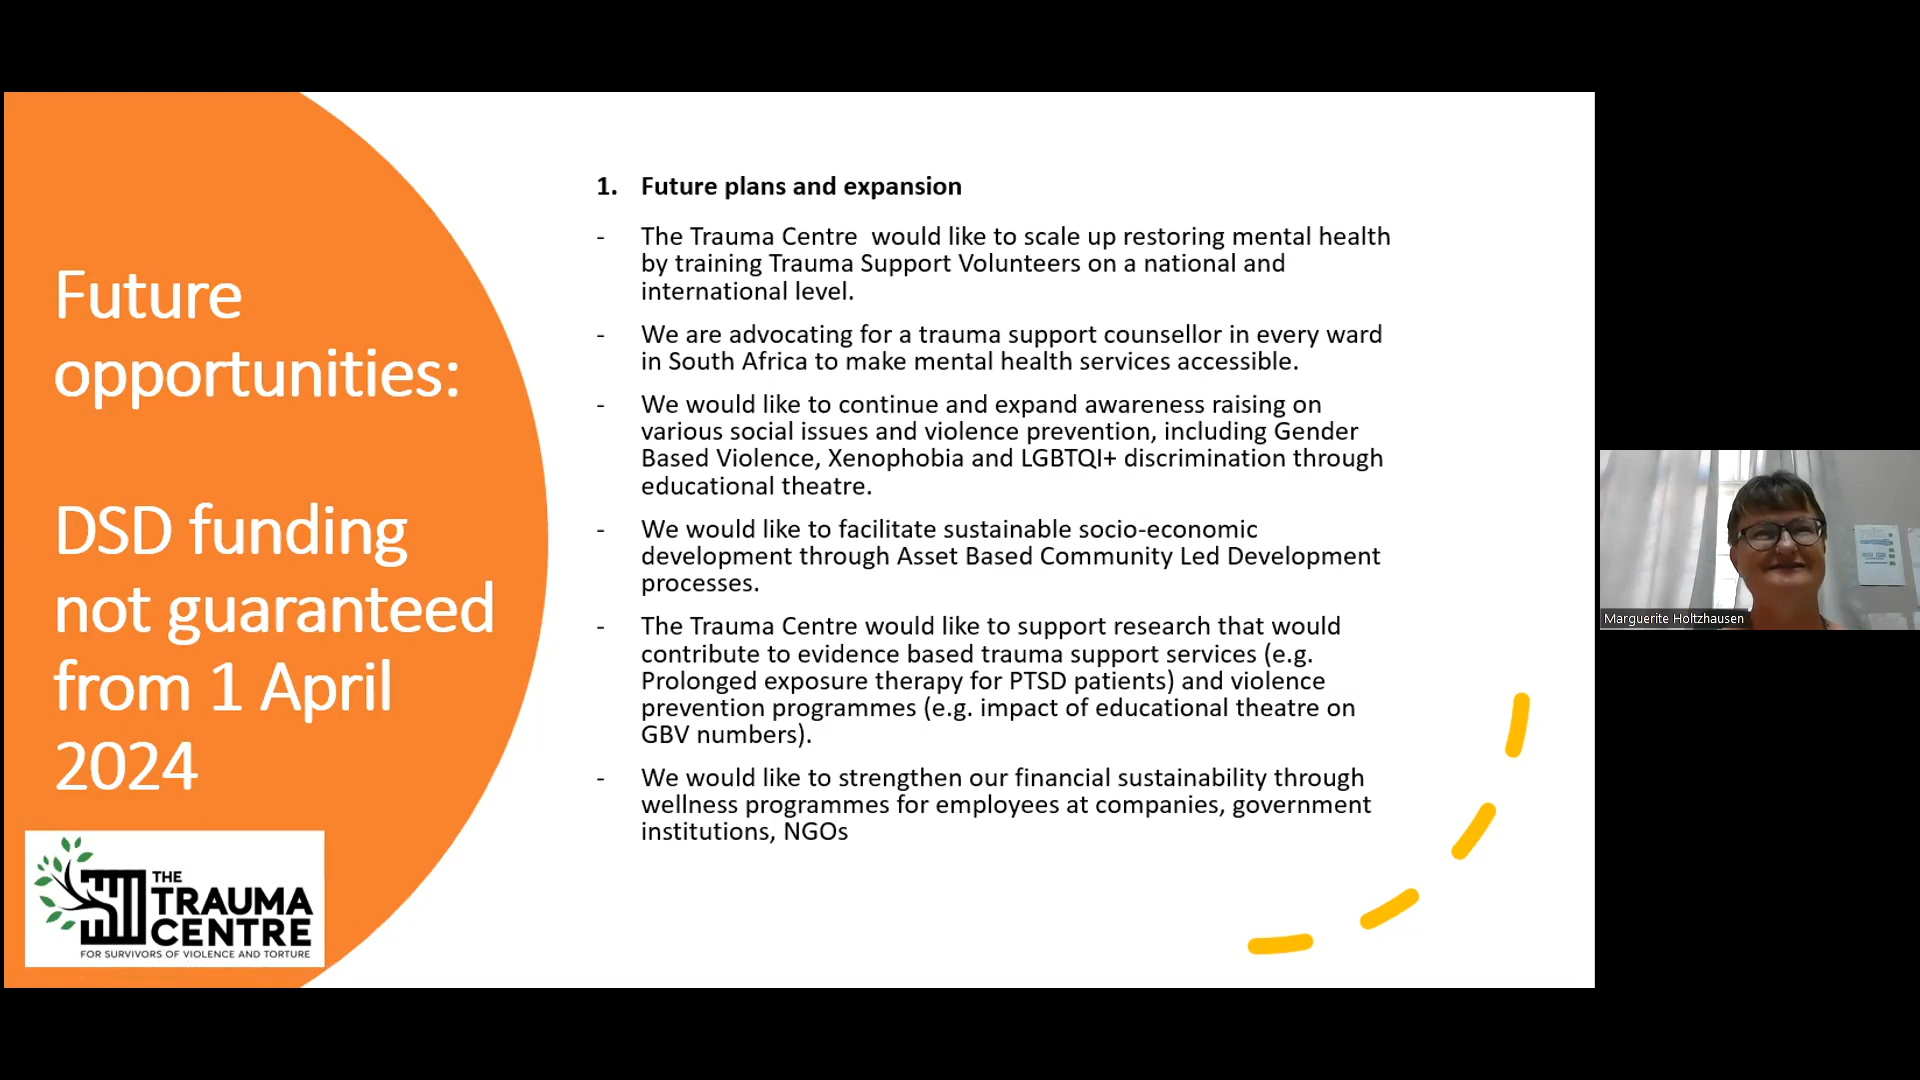 Future
opportunities:
DSD funding
not guaranteed
from 1 April
2024
THE
TRAUMA
CENTRE
FOR SURVIVORS OF VIOLENCE AND TORTURE
1. Future plans and expansion
- The Trauma Centre  would like to scale up restoring mental health
by training Trauma Support Volunteers on a national and
international level.
- We are advocating for a trauma support counsellor in every ward
in South Africa to make mental health services accessible.
- We would like to continue and expand awareness raising on
various social issues and violence prevention, including Gender
Based Violence, Xenophobia and LGBTQI+ discrimination through
educational theatre.
- We would like to facilitate sustainable socio-economic
development through Asset Based Community Led Development
processes.
- The Trauma Centre would like to support research that would
contribute to evidence based trauma support services (e.g.
Prolonged exposure therapy for PTSD patients) and violence
prevention programmes (e.g. impact of educational theatre on
GBV numbers).
- We would like to strengthen our financial sustainability through
wellness programmes for employees at companies, government
institutions, NGOs
Marguerite Holtzhausen